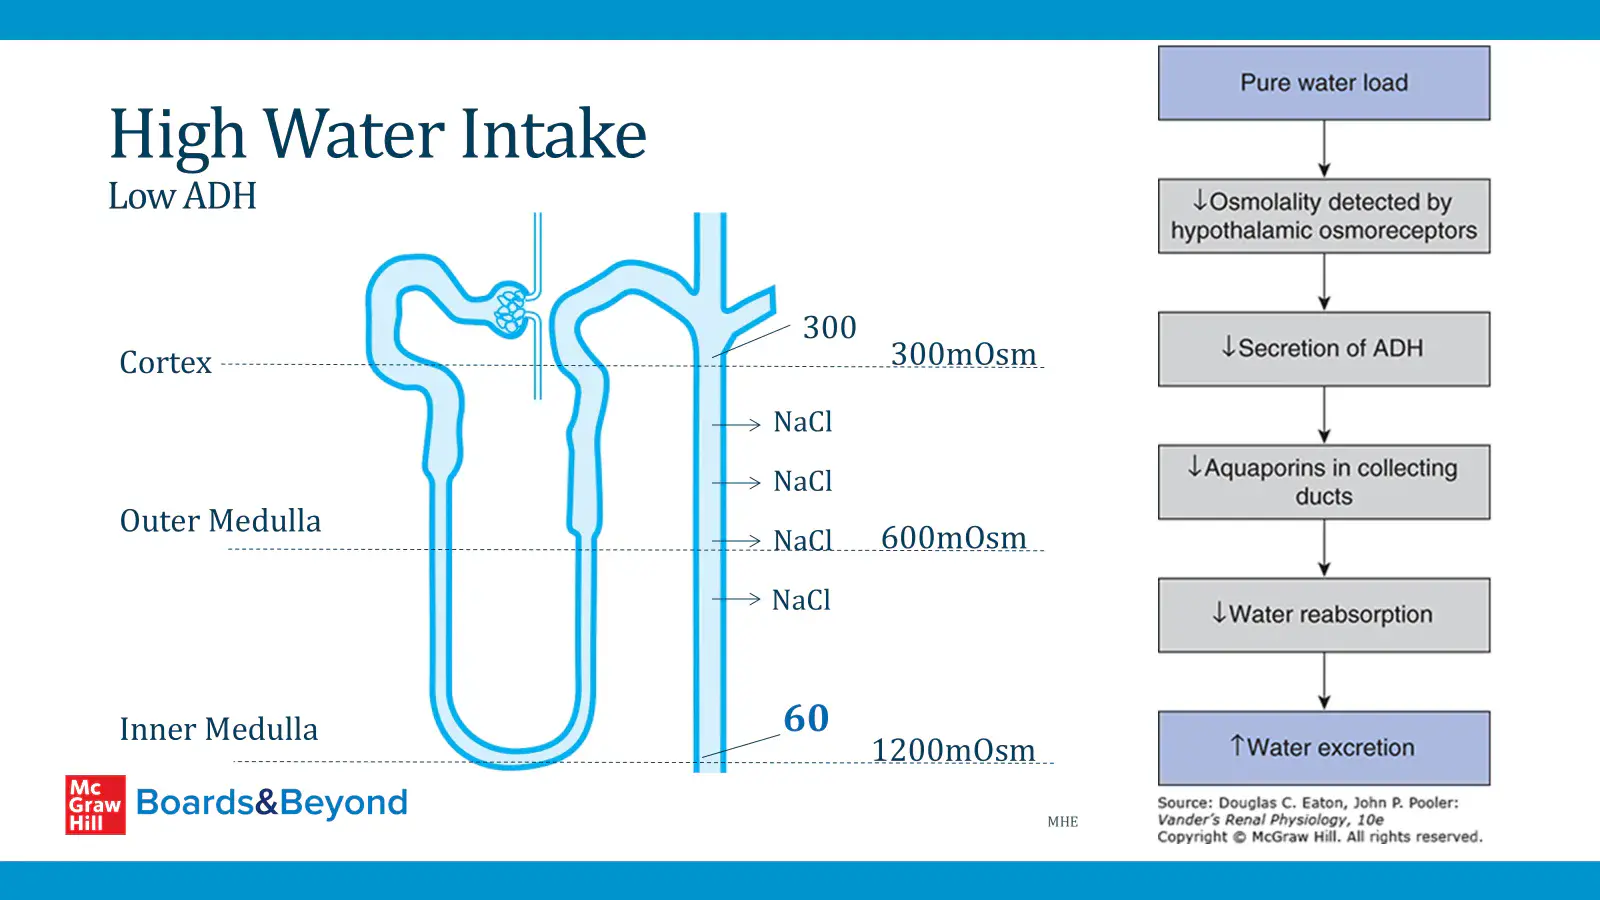 High Water Intake
Low ADH
Cortex
300
300mOsm
NaCl
NaCl
Outer Medulla
NaCl
600mOsm
NaCl
60
Inner Medulla
1200mOsm
Mc
Graw
Hill
Boards&Beyond
MHE
Pure water load
↓Osmolality detected by
hypothalamic osmoreceptors
↓Secretion of ADH
↓Aquaporins in collecting
ducts
↓Water reabsorption
↑Water excretion
Source: Douglas C. Eaton, John P. Pooler:
Vander's Renal Physiology, 10e
Copyright © McGraw Hill. All rights reserved.